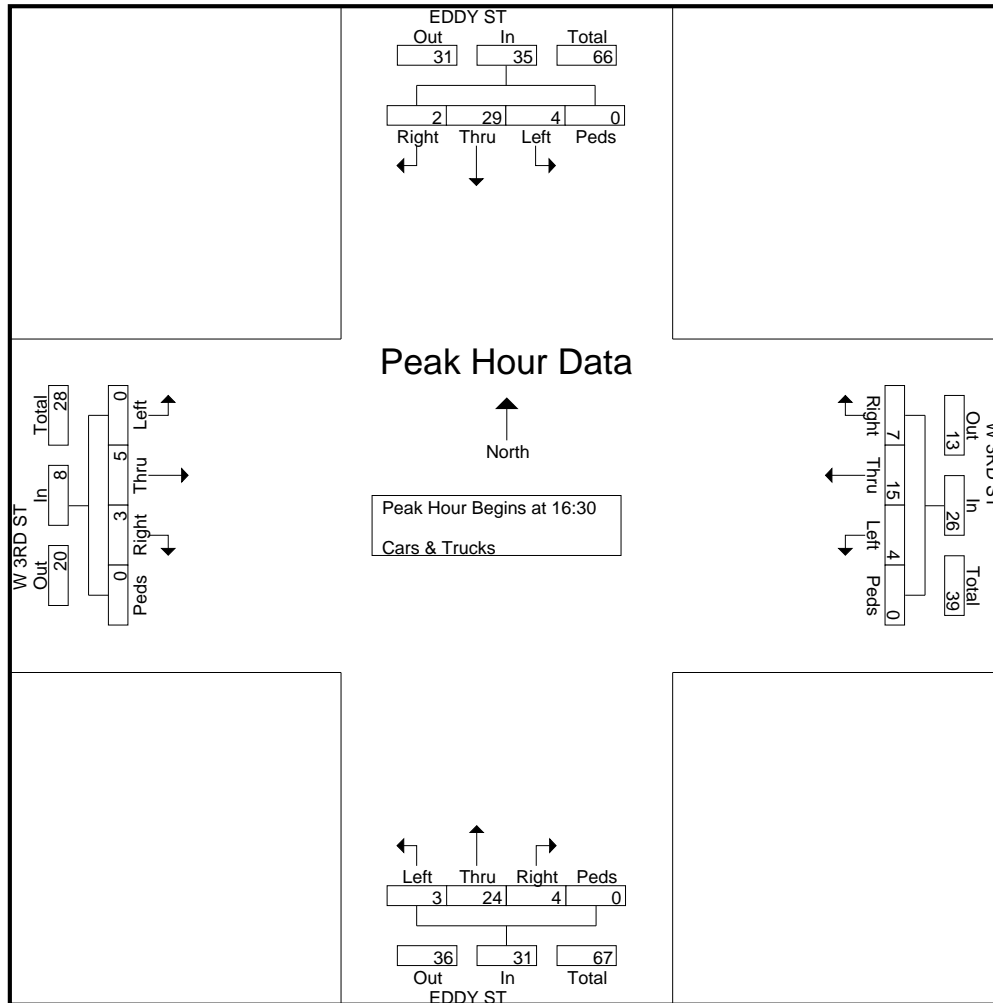 EDDY ST
Out In Total
31 35 66
2 29 4 0
Right Thru Left Peds
Peak Hour Data
North
Peak Hour Begins at 16:30
Cars & Trucks
W 3RD ST
Out In Total
20 8 28
0 5 3 0
Left Thru Right Peds
W 3RD ST
Out In Total
13 26 39
7 15 4 0
Right Thru Left Peds
Left Thru Right Peds
3 24 4 0
36 31 67
Out In Total
EDDY ST